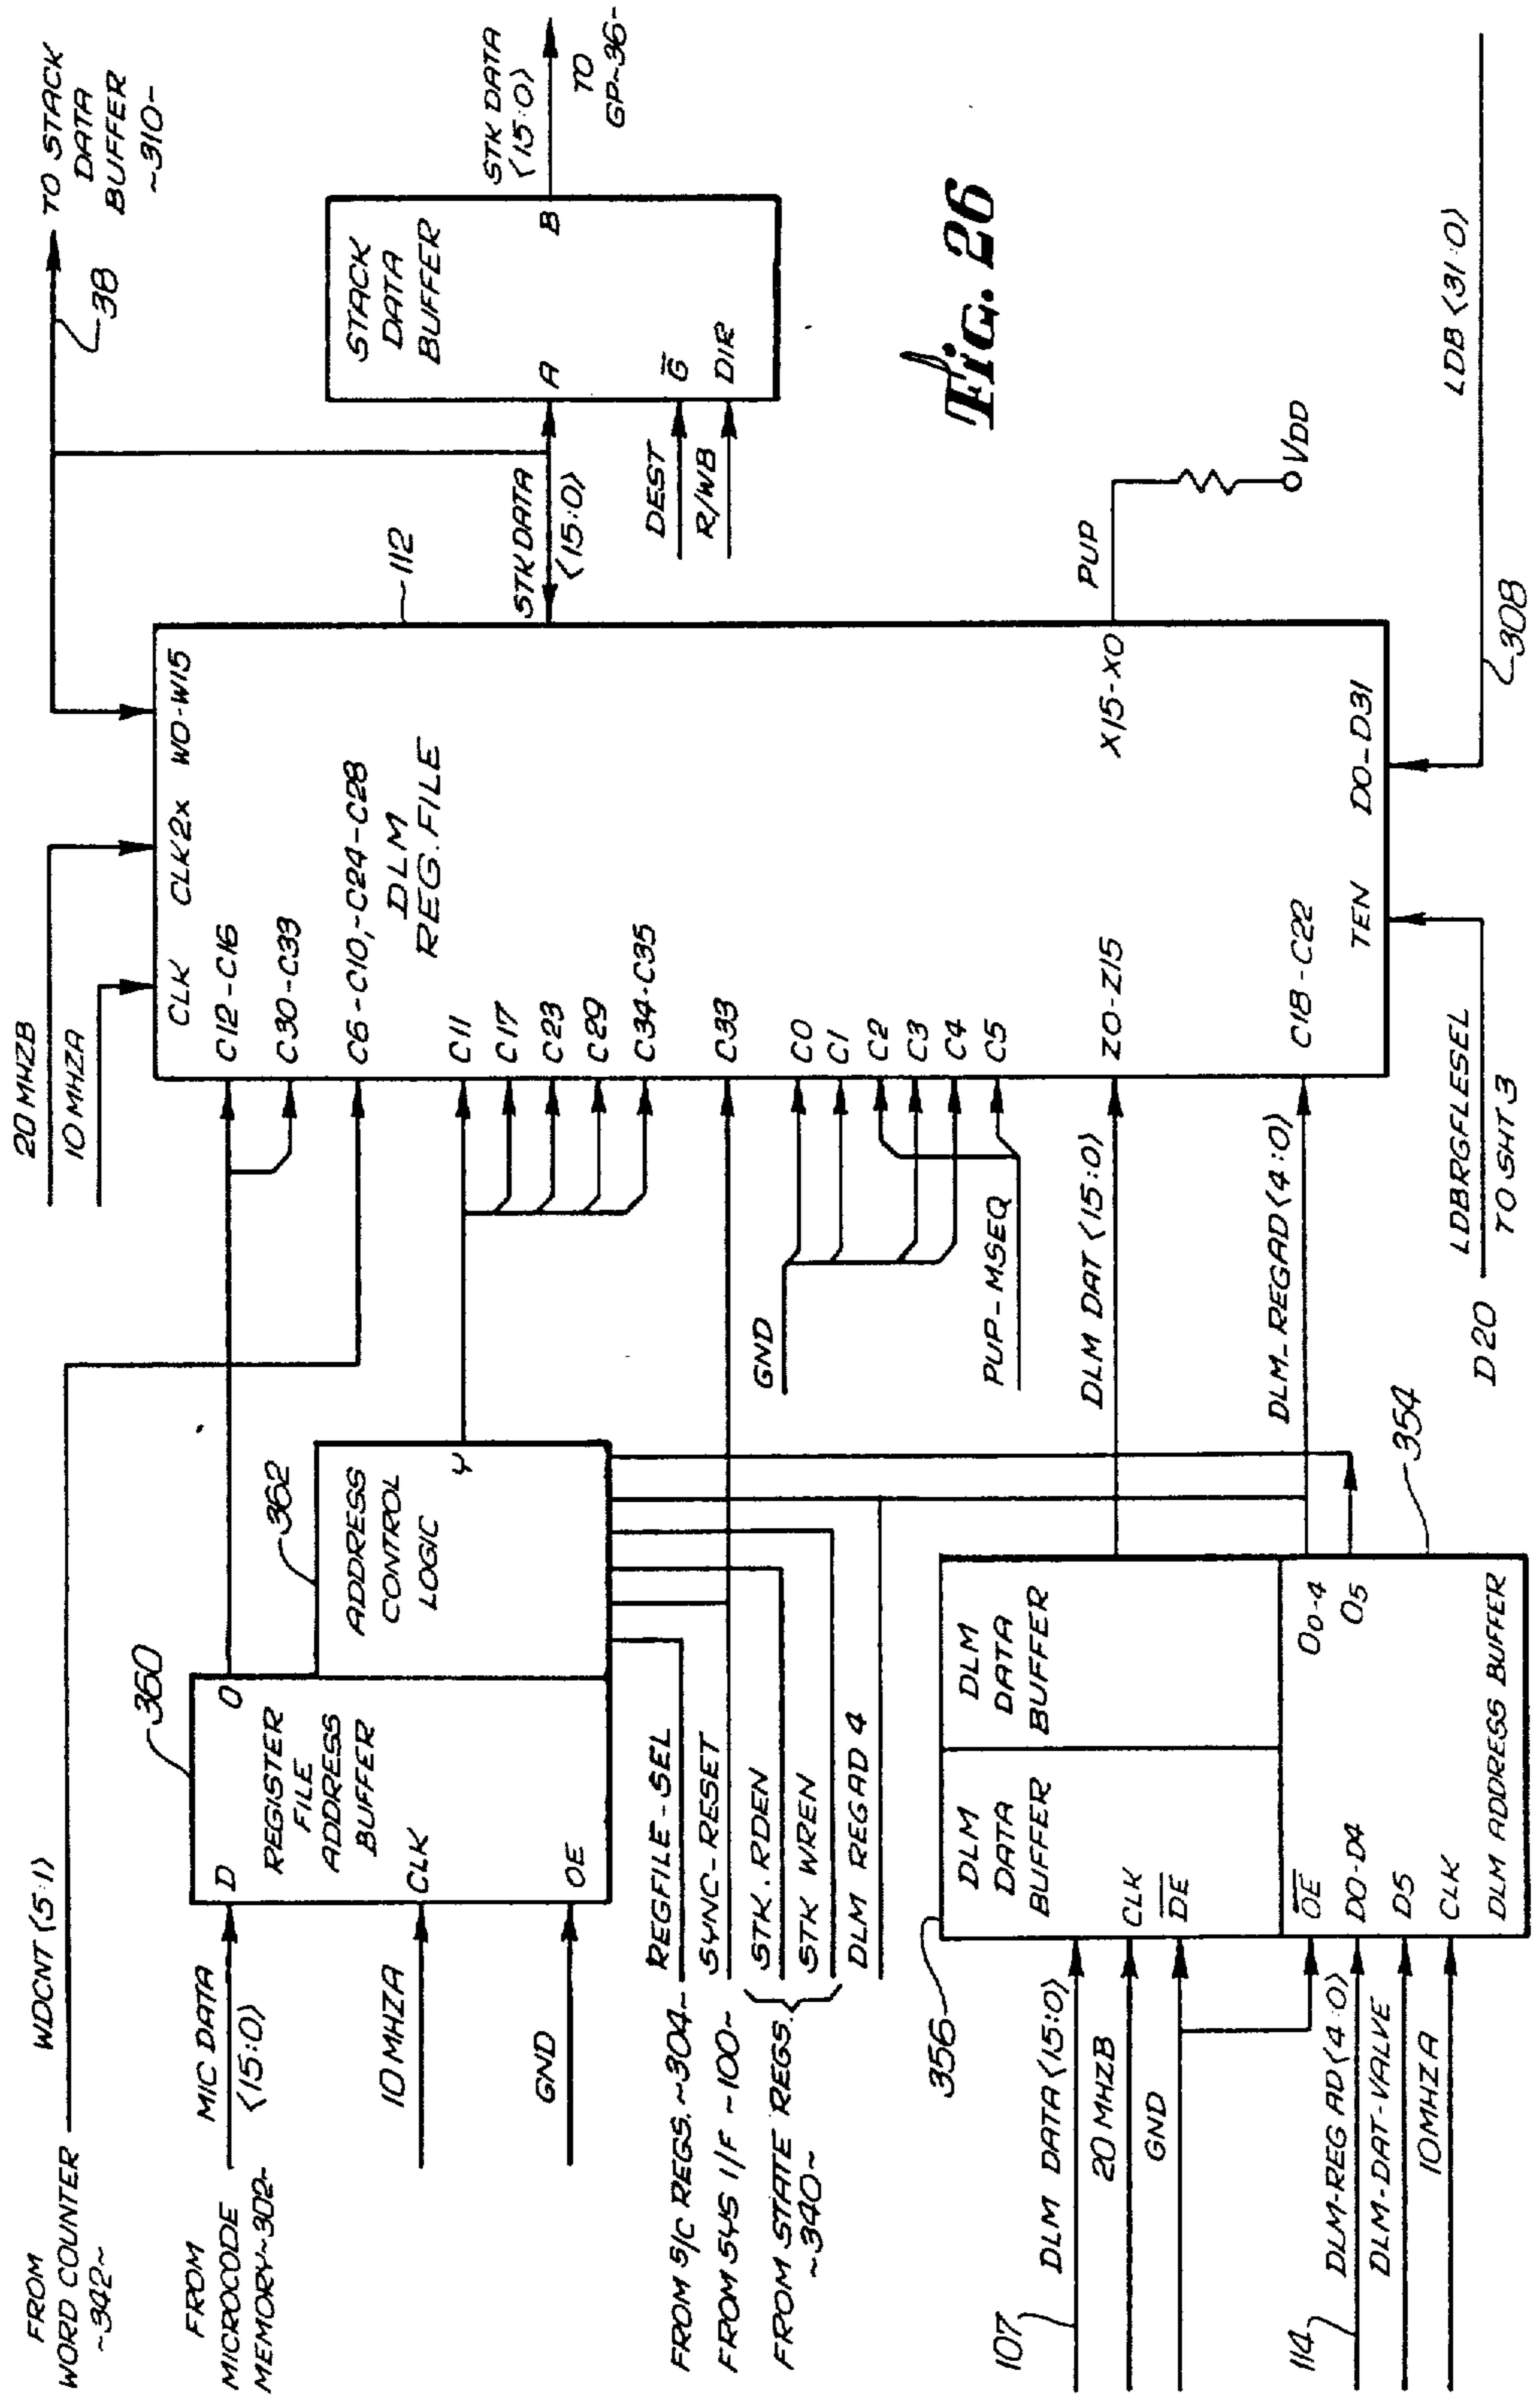 FROM
WORD COUNTER
~342~
WDCNT (5:1)
20 MHZB
10 MHZA
TO STACK
DATA
BUFFER
~310~
38
FROM
MICROCODE
MEMORY~302~
MIC DATA
<15:0>
10 MHZA
GND
360
D
O
REGISTER
FILE
ADDRESS
BUFFER
CLK
OE
362
Y
ADDRESS
CONTROL
LOGIC
REGFILE-SEL
SYNC-RESET
STK.RDEN
STK WREN
DLM REGAD 4
FROM S/C REGS.~304~
FROM SYS I/F ~100~
FROM STATE REGS.
~340~
CLK
CLK2x
W0-W15
C12-C16
C30-C33
C6-C10,~C24-C28
DLM
REG.FILE
C11
C17
C23
C29
C34-C35
C33
C0
C1
C2
C3
C4
C5
Z0-Z15
X15-X0
C18-C22
TEN
D0-D31
112
GND
PUP-MSEQ
DLM DAT <15:0>
DLM-REGAD<4:0>
STK DATA
<15:0>
STACK
DATA
BUFFER
A
B
G
DIR
DEST
R/WB
STK DATA
<15:0>
TO
GP~36~
PUP
VDD
Fig. 26
107
DLM DATA<15:0>
20 MHZB
GND
356
DLM
DATA
BUFFER
DLM
DATA
BUFFER
CLK
DE
114
DLM-REG AD<4:0>
DLM-DAT-VALVE
10MHZ A
OE
D0-D4
D5
CLK
O0-4
O5
DLM ADDRESS BUFFER
354
D20
LDBRGFLESEL
TO SHT 3
LDB <31:0>
308